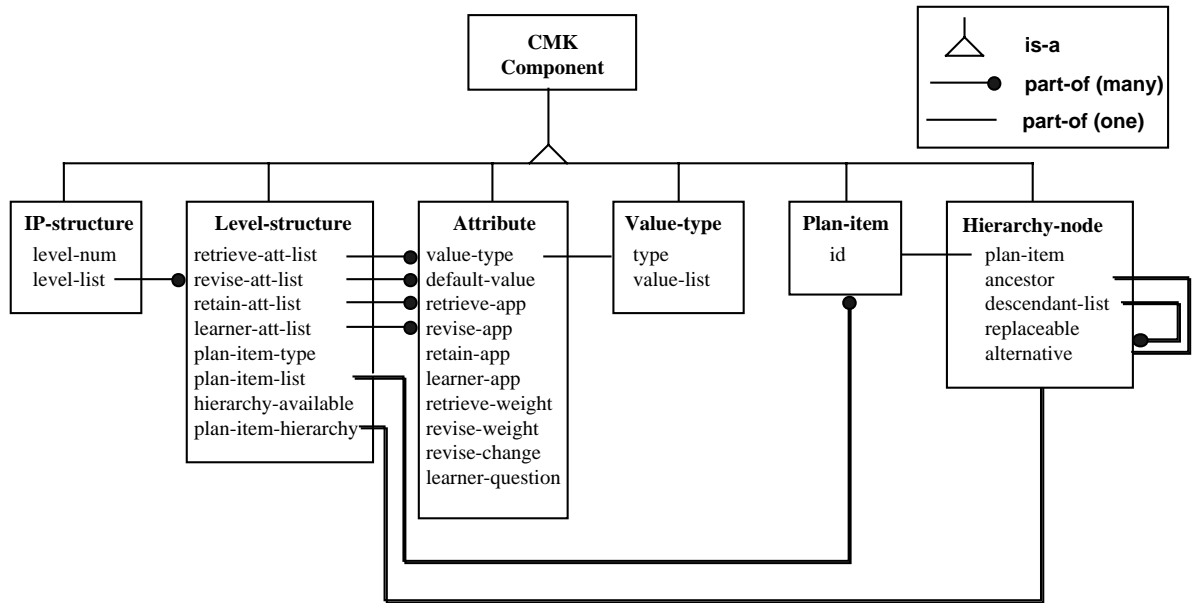 CMK
Component
is-a
part-of (many)
part-of (one)
IP-structure
level-num
level-list
Level-structure
retrieve-att-list
revise-att-list
retain-att-list
learner-att-list
plan-item-type
plan-item-list
hierarchy-available
plan-item-hierarchy
Attribute
value-type
default-value
retrieve-app
revise-app
retain-app
learner-app
retrieve-weight
revise-weight
revise-change
learner-question
Value-type
type
value-list
Plan-item
id
Hierarchy-node
plan-item
ancestor
descendant-list
replaceable
alternative